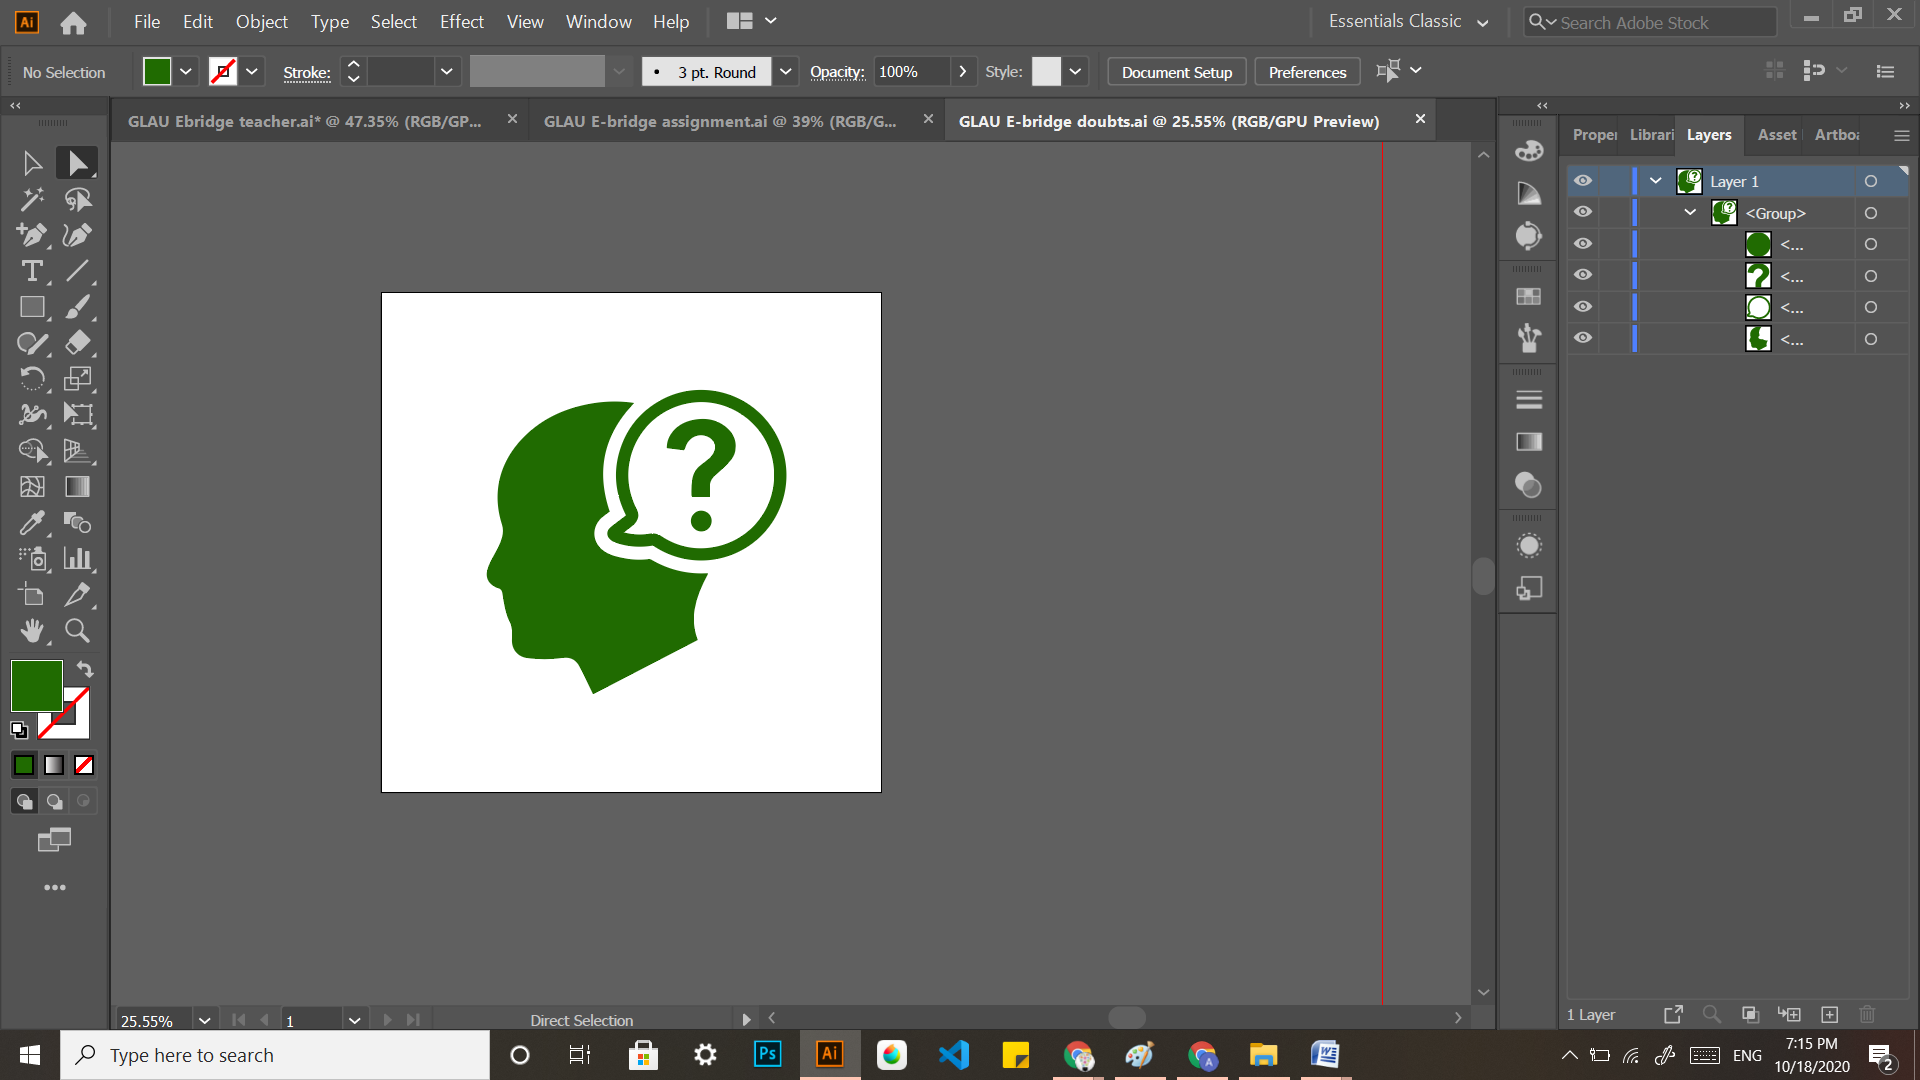 Ai File Edit Object Type Select Effect View Window Help Essentials Classic Search Adobe Stock
No Selection Stroke: 3 pt. Round Opacity: 100% Style: Document Setup Preferences
GLAU Ebridge teacher.ai* @ 47.35% (RGB/GP... GLAU E-bridge assignment.ai @ 39% (RGB/G... GLAU E-bridge doubts.ai @ 25.55% (RGB/GPU Preview)
Proper Librari Layers Asset Artboa
Layer 1
<Group>
<...
<...
<...
<...
?
25.55% 1 Direct Selection
1 Layer
Type here to search Ps Ai A W ENG
7:15 PM
10/18/2020
2